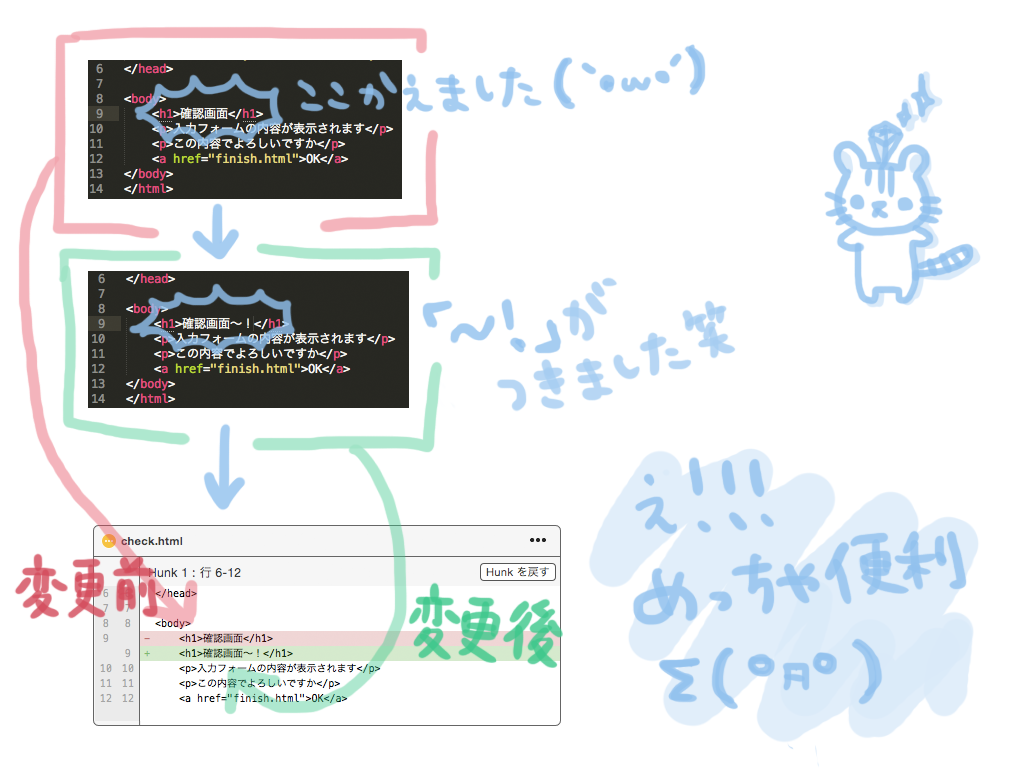 6 </head>
7
8 <body>
9 <h1>確認画面</h1>
10 <p>入力フォームの内容が表示されます</p>
11 <p>この内容でよろしいですか</p>
12 <a href="finish.html">OK</a>
13 </body>
14 </html>
ここかえました(`・ω・´)
6 </head>
7
8 <body>
9 <h1>確認画面〜！</h1>
10 <p>入力フォームの内容が表示されます</p>
11 <p>この内容でよろしいですか</p>
12 <a href="finish.html">OK</a>
13 </body>
14 </html>
「〜！」が
つきました笑
え!!!
めっちゃ便利
Σ(ﾟДﾟ)
check.html
•••
変更前
Hunk 1 : 行 6-12
Hunk を戻す
変更後
6 </head>
7 7
8 8 <body>
9 - <h1>確認画面</h1>
9 + <h1>確認画面〜！</h1>
10 10 <p>入力フォームの内容が表示されます</p>
11 11 <p>この内容でよろしいですか</p>
12 12 <a href="finish.html">OK</a>